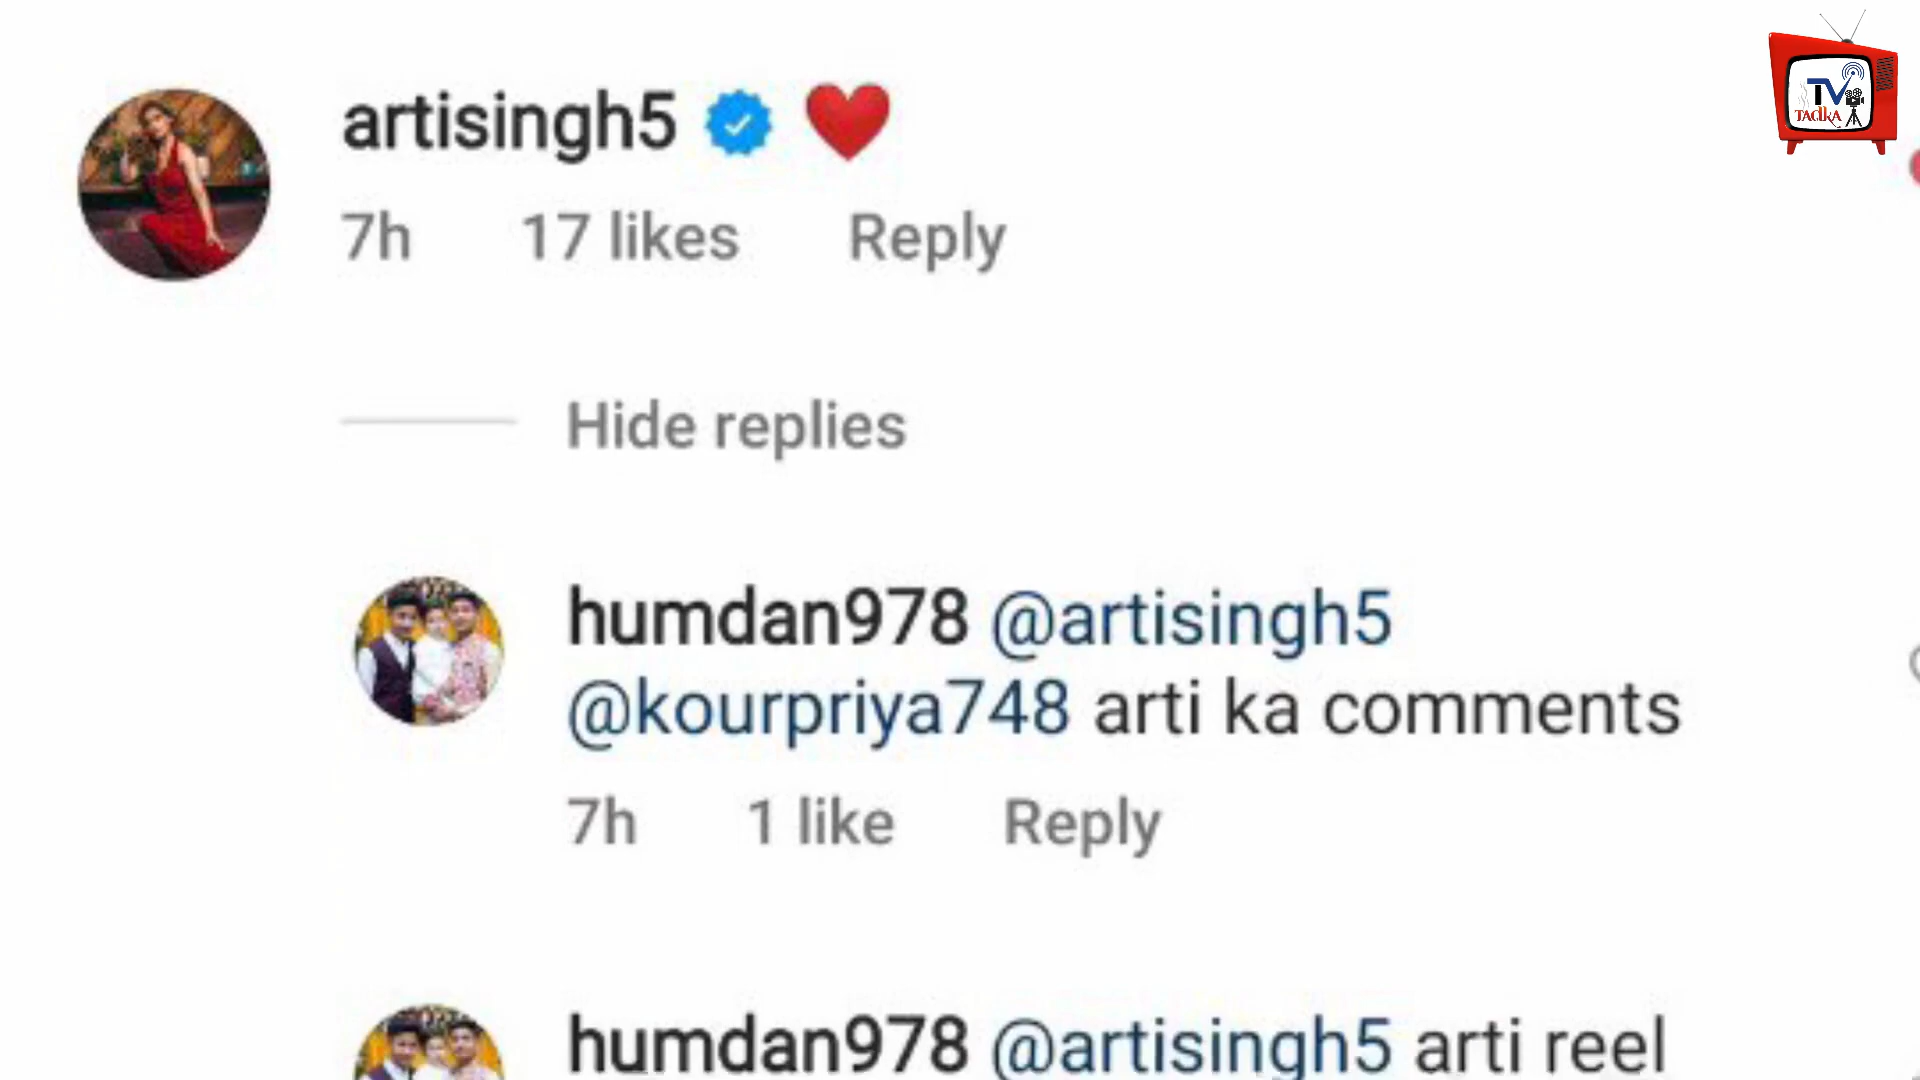 artisingh5 ❤️
7h 17 likes Reply
Hide replies
humdan978 @artisingh5
@kourpriya748 arti ka comments
7h 1 like Reply
humdan978 @artisingh5 arti reel
TV
TADKA